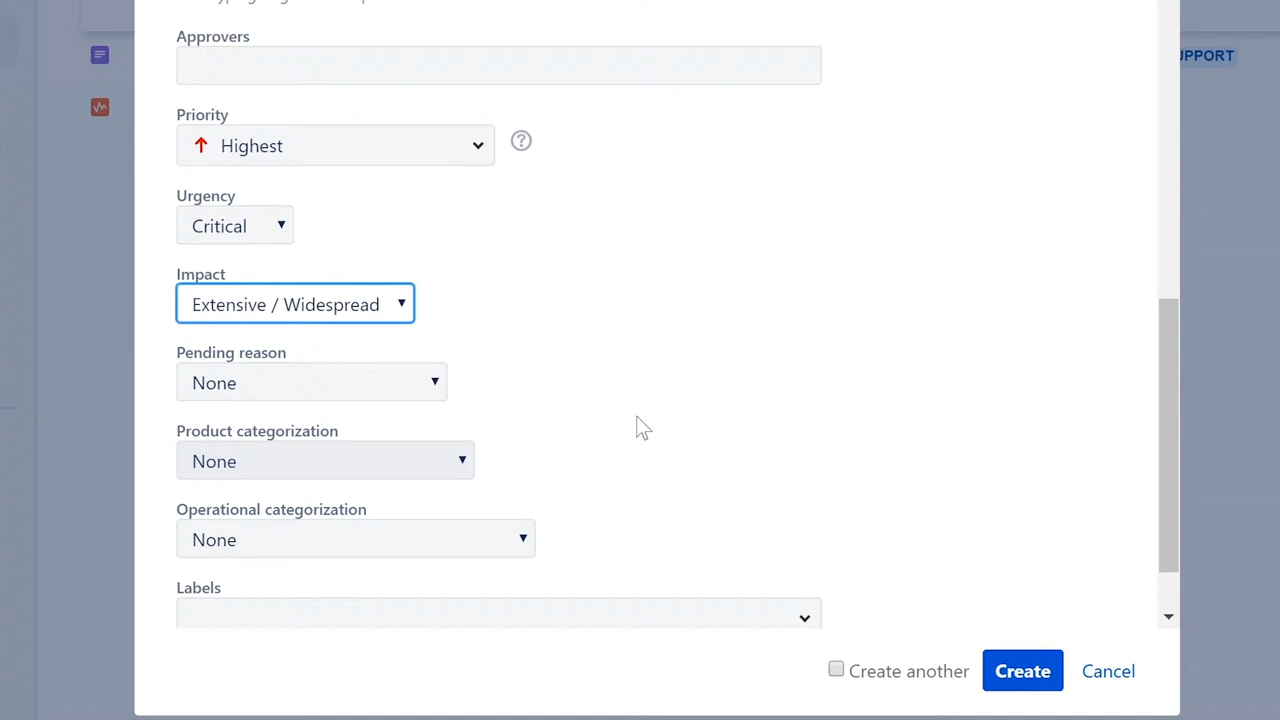 Approvers
UPPORT
Priority
Highest
Urgency
Critical
Impact
Extensive / Widespread
Pending reason
None
Product categorization
None
Operational categorization
None
Labels
Create another
Create
Cancel